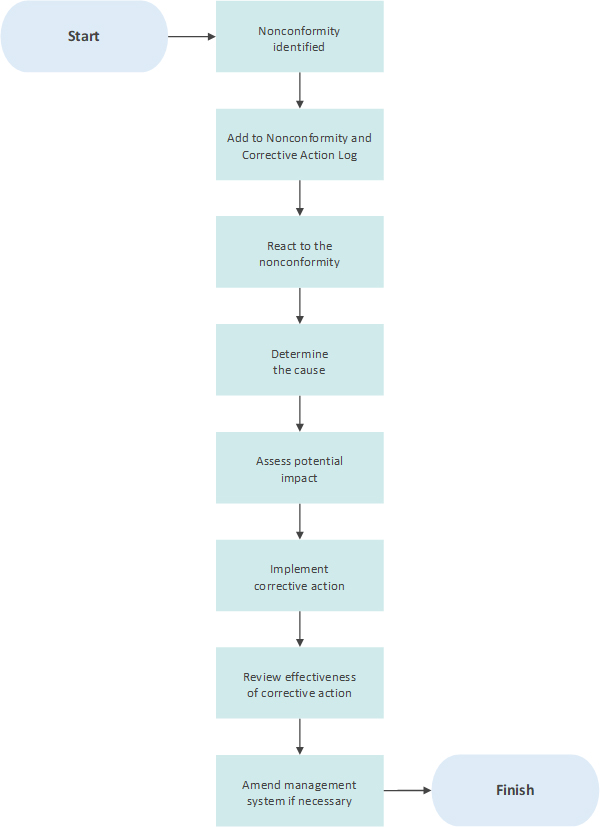 Start
Nonconformity
identified
Add to Nonconformity and
Corrective Action Log
React to the
nonconformity
Determine
the cause
Assess potential
impact
Implement
corrective action
Review effectiveness
of corrective action
Amend management
system if necessary
Finish